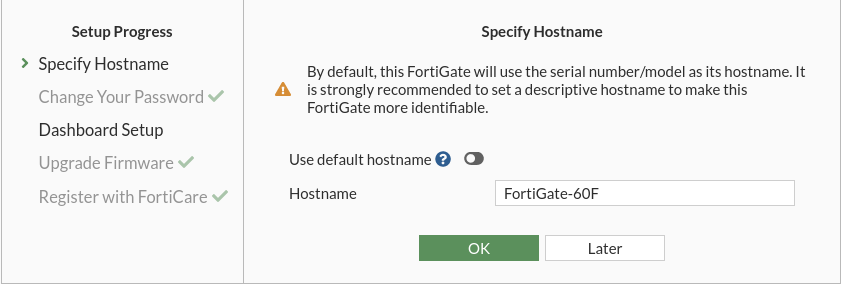 Setup Progress
Specify Hostname
Change Your Password
Dashboard Setup
Upgrade Firmware
Register with FortiCare
Specify Hostname
By default, this FortiGate will use the serial number/model as its hostname. It
is strongly recommended to set a descriptive hostname to make this
FortiGate more identifiable.
Use default hostname ?
Hostname FortiGate-60F
OK Later